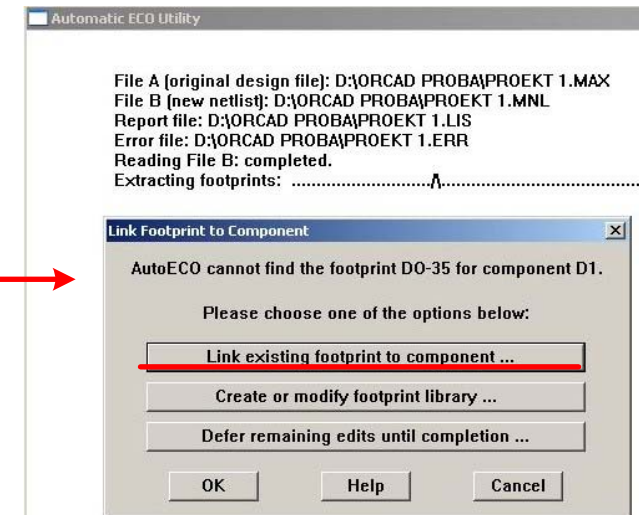 Automatic ECO Utility
File A (original design file): D:\ORCAD PROBA\PROEKT 1.MAX
File B (new netlist): D:\ORCAD PROBA\PROEKT 1.MNL
Report file: D:\ORCAD PROBA\PROEKT 1.LIS
Error file: D:\ORCAD PROBA\PROEKT 1.ERR
Reading File B: completed.
Extracting footprints: ............................/\........................................
Link Footprint to Component
AutoECO cannot find the footprint DO-35 for component D1.
Please choose one of the options below:
Link existing footprint to component ...
Create or modify footprint library ...
Defer remaining edits until completion ...
OK Help Cancel